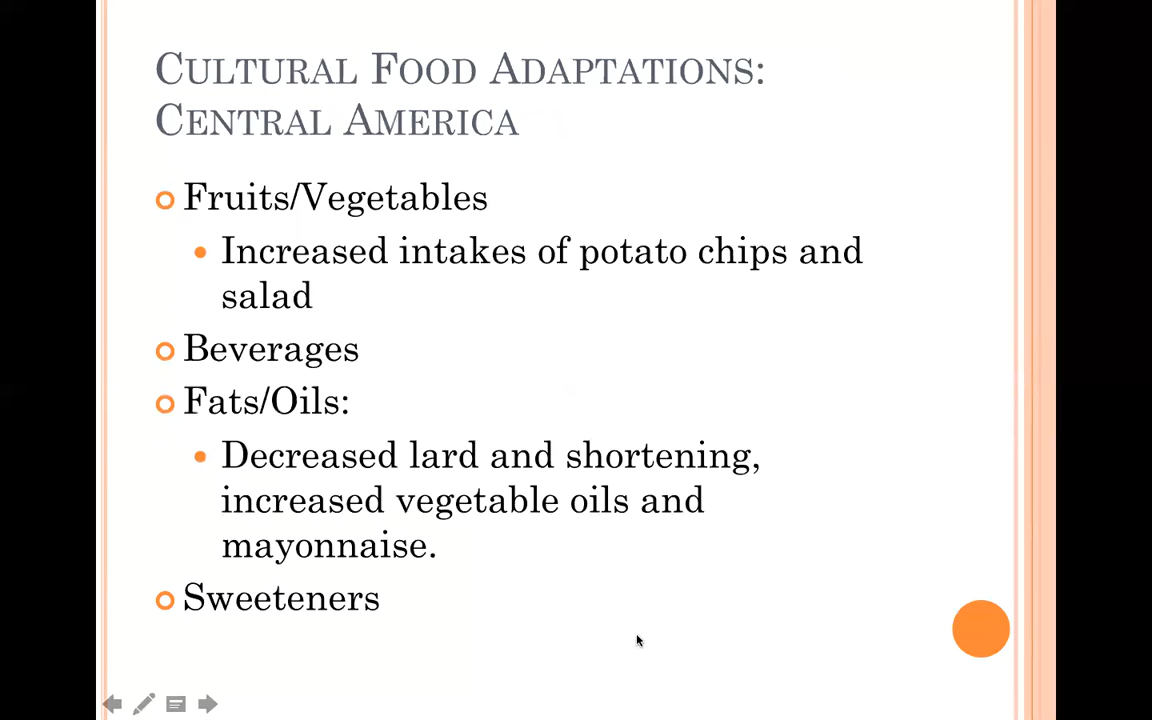 Cultural Food Adaptations:
Central America
Fruits/Vegetables
Increased intakes of potato chips and
salad
Beverages
Fats/Oils:
Decreased lard and shortening,
increased vegetable oils and
mayonnaise.
Sweeteners